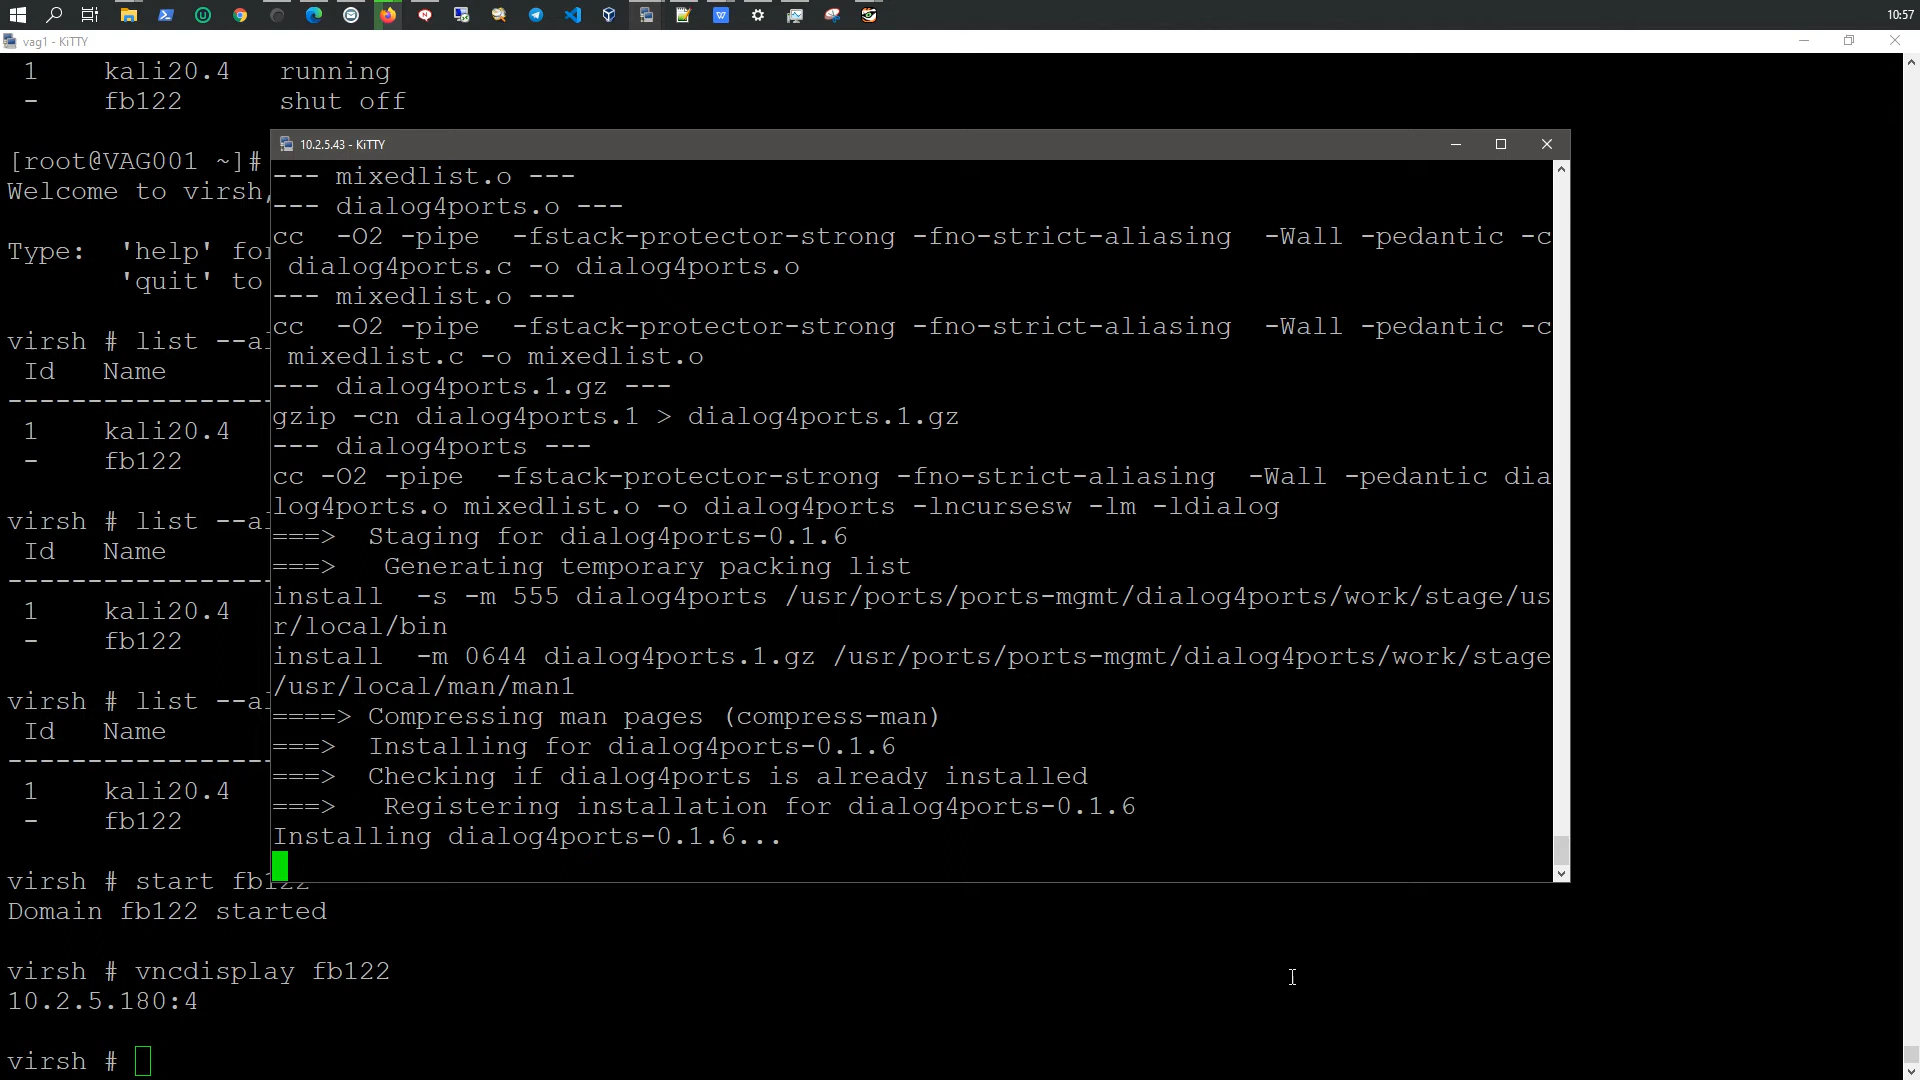 10:57
vag1 - KiTTY
1 kali20.4 running
- fb122 shut off
[root@VAG001 ~]#
Welcome to virsh,
Type: 'help' for
'quit' to
virsh # list --al
Id Name
---------------
1 kali20.4
- fb122
virsh # list --al
Id Name
---------------
1 kali20.4
- fb122
virsh # list --al
Id Name
---------------
1 kali20.4
- fb122
virsh # start fb122
Domain fb122 started
virsh # vncdisplay fb122
10.2.5.180:4
virsh #
10.2.5.43 - KiTTY
--- mixedlist.o ---
--- dialog4ports.o ---
cc  -O2 -pipe  -fstack-protector-strong -fno-strict-aliasing  -Wall -pedantic -c
 dialog4ports.c -o dialog4ports.o
--- mixedlist.o ---
cc  -O2 -pipe  -fstack-protector-strong -fno-strict-aliasing  -Wall -pedantic -c
 mixedlist.c -o mixedlist.o
--- dialog4ports.1.gz ---
gzip -cn dialog4ports.1 > dialog4ports.1.gz
--- dialog4ports ---
cc -O2 -pipe  -fstack-protector-strong -fno-strict-aliasing  -Wall -pedantic dia
log4ports.o mixedlist.o -o dialog4ports -lncursesw -lm -ldialog
===>  Staging for dialog4ports-0.1.6
===>   Generating temporary packing list
install  -s -m 555 dialog4ports /usr/ports/ports-mgmt/dialog4ports/work/stage/us
r/local/bin
install  -m 0644 dialog4ports.1.gz /usr/ports/ports-mgmt/dialog4ports/work/stage
/usr/local/man/man1
====> Compressing man pages (compress-man)
===>  Installing for dialog4ports-0.1.6
===>  Checking if dialog4ports is already installed
===>   Registering installation for dialog4ports-0.1.6
Installing dialog4ports-0.1.6...